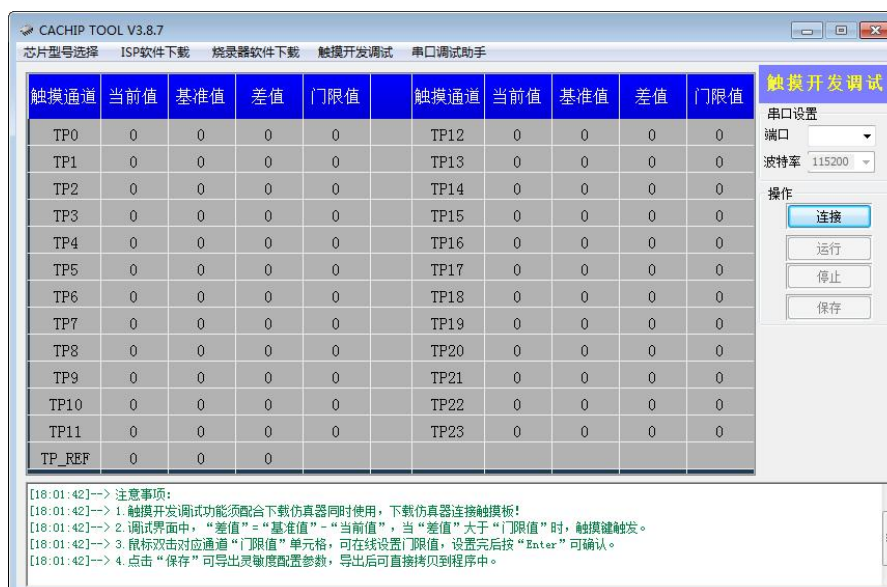 CACHIP TOOL V3.8.7
芯片型号选择 ISP软件下载 烧录器软件下载 触摸开发调试 串口调试助手
触摸通道 当前值 基准值 差值 门限值 触摸通道 当前值 基准值 差值 门限值
TP0 0 0 0 0 TP12 0 0 0 0
TP1 0 0 0 0 TP13 0 0 0 0
TP2 0 0 0 0 TP14 0 0 0 0
TP3 0 0 0 0 TP15 0 0 0 0
TP4 0 0 0 0 TP16 0 0 0 0
TP5 0 0 0 0 TP17 0 0 0 0
TP6 0 0 0 0 TP18 0 0 0 0
TP7 0 0 0 0 TP19 0 0 0 0
TP8 0 0 0 0 TP20 0 0 0 0
TP9 0 0 0 0 TP21 0 0 0 0
TP10 0 0 0 0 TP22 0 0 0 0
TP11 0 0 0 0 TP23 0 0 0 0
TP_REF 0 0 0
触摸开发调试
串口设置
端口
波特率 115200
操作
连接
运行
停止
保存
[18:01:42]--> 注意事项:
[18:01:42]--> 1.触摸开发调试功能须配合下载仿真器同时使用，下载仿真器连接触摸板!
[18:01:42]--> 2.调试界面中，“差值”=“基准值”-“当前值”，当“差值”大于“门限值”时，触摸键触发。
[18:01:42]--> 3.鼠标双击对应通道“门限值”单元格，可在线设置门限值，设置完后按“Enter”可确认。
[18:01:42]--> 4.点击“保存”可导出灵敏度配置参数，导出后可直接拷贝到程序中。